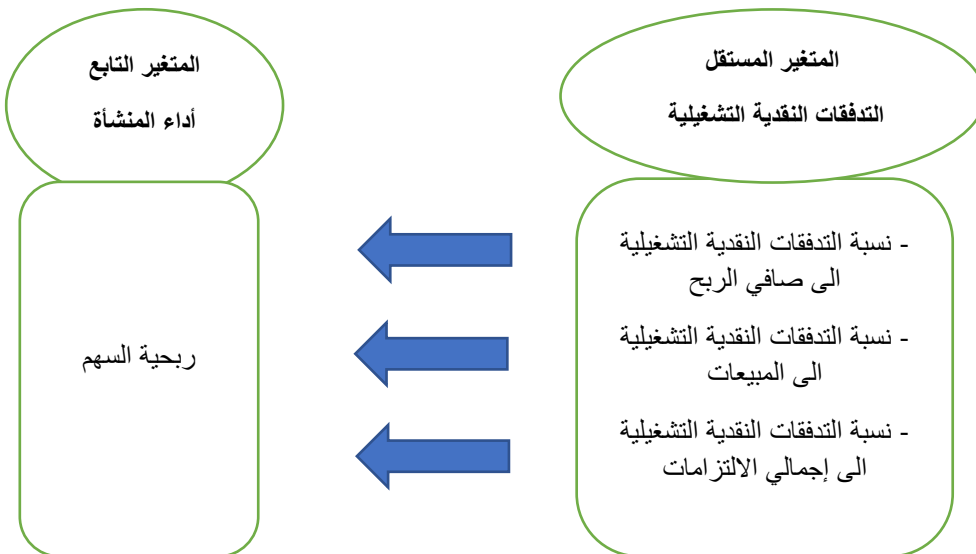 المتغير المستقل
التدفقات النقدية التشغيلية
- نسبة التدفقات النقدية التشغيلية
الى صافي الربح
- نسبة التدفقات النقدية التشغيلية
الى المبيعات
- نسبة التدفقات النقدية التشغيلية
الى إجمالي الالتزامات
المتغير التابع
أداء المنشأة
ربحية السهم